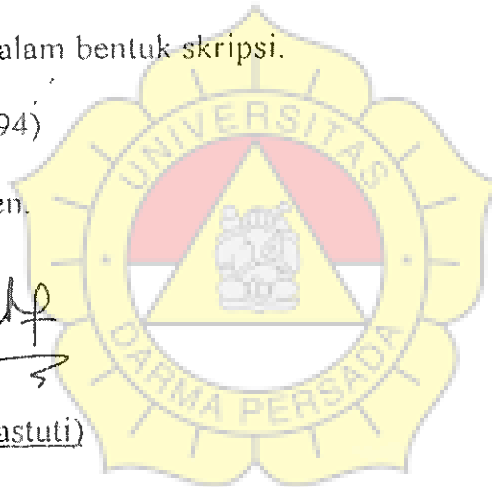 alam bentuk skripsi.
94)
en.
astuti)
UNIVERSITAS
DARMA PERSADA